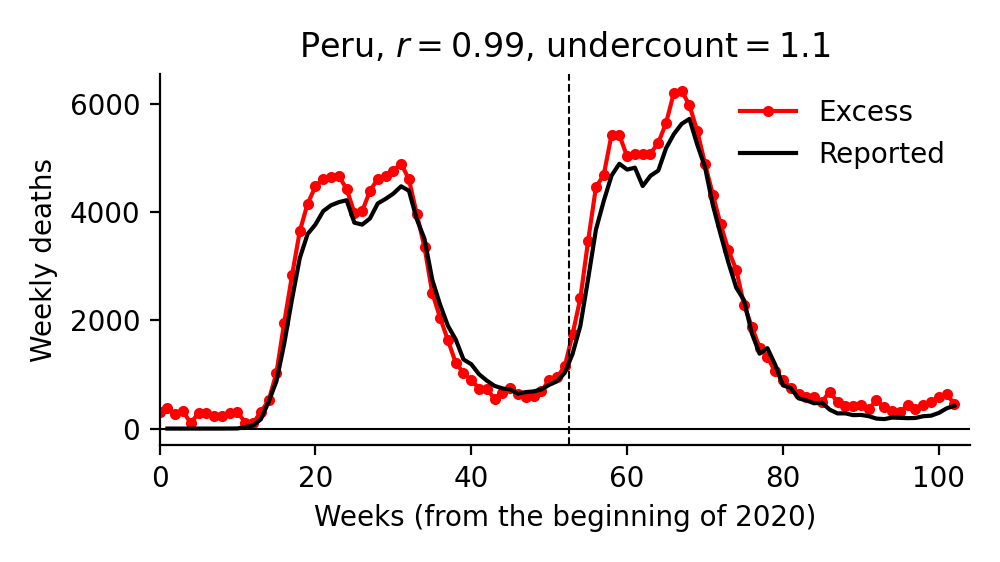 Peru, r = 0.99, undercount = 1.1
Excess
Reported
Weekly deaths
6000
4000
2000
0
0 20 40 60 80 100
Weeks (from the beginning of 2020)